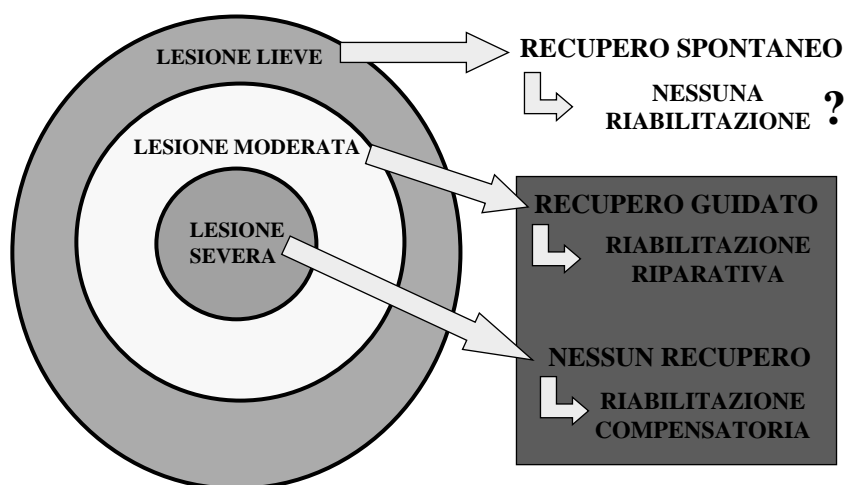 LESIONE LIEVE
RECUPERO SPONTANEO
NESSUNA
RIABILITAZIONE ?
LESIONE MODERATA
RECUPERO GUIDATO
RIABILITAZIONE
RIPARATIVA
LESIONE
SEVERA
NESSUN RECUPERO
RIABILITAZIONE
COMPENSATORIA